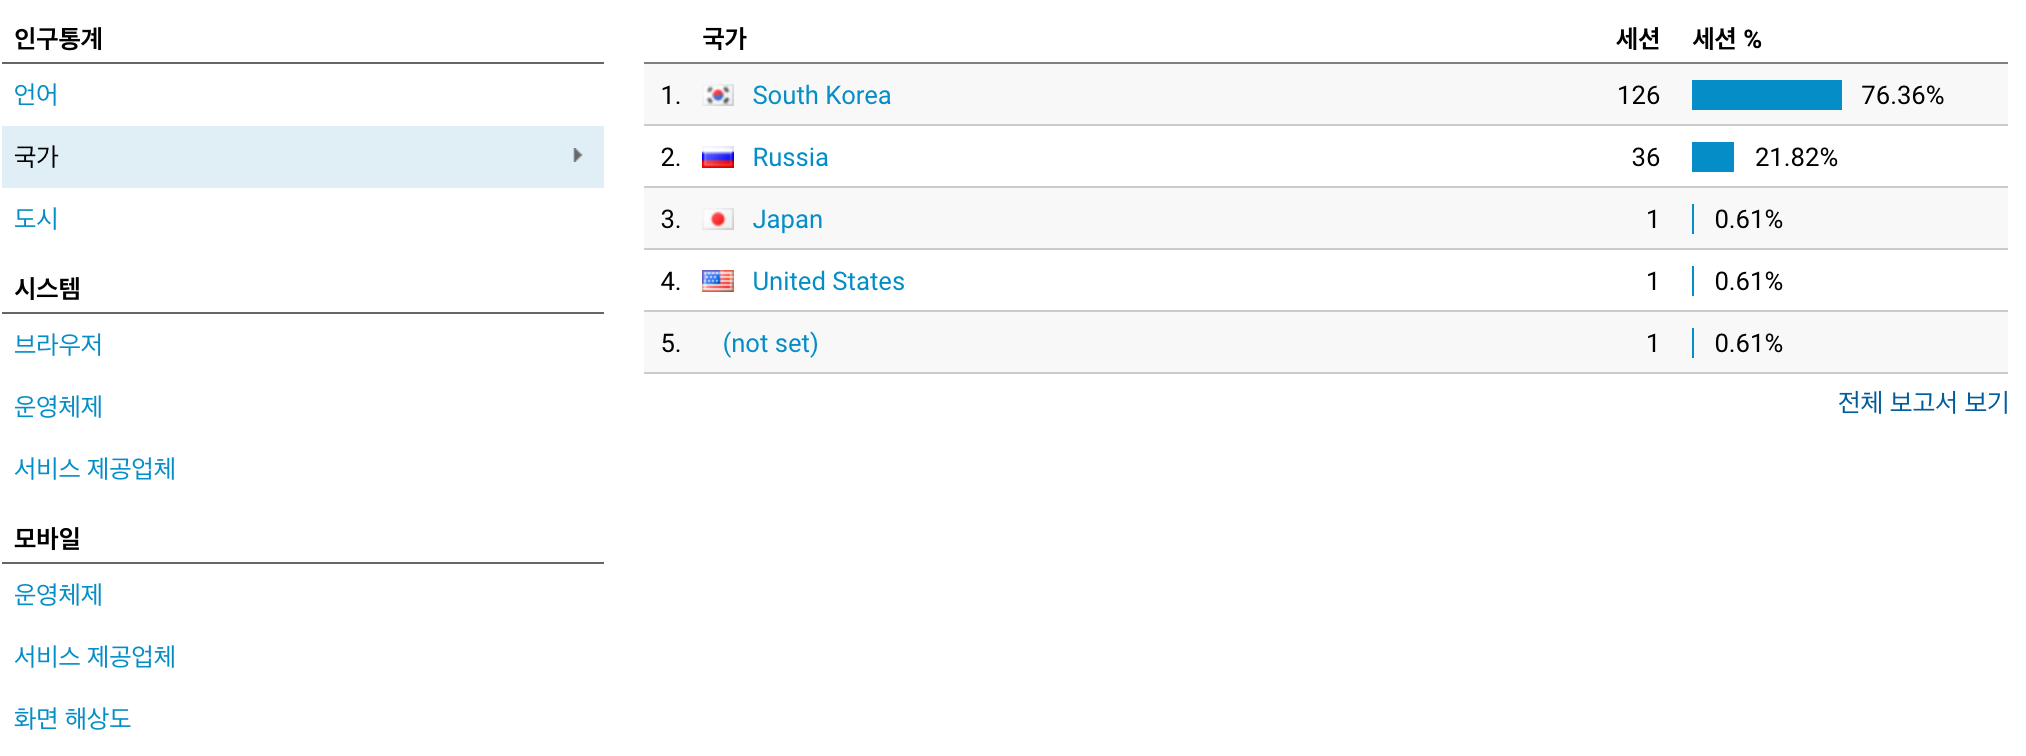 인구통계
언어
국가
도시
시스템
브라우저
운영체제
서비스 제공업체
모바일
운영체제
서비스 제공업체
화면 해상도
국가 세션 세션 %
1. South Korea 126 76.36%
2. Russia 36 21.82%
3. Japan 1 0.61%
4. United States 1 0.61%
5. (not set) 1 0.61%
전체 보고서 보기